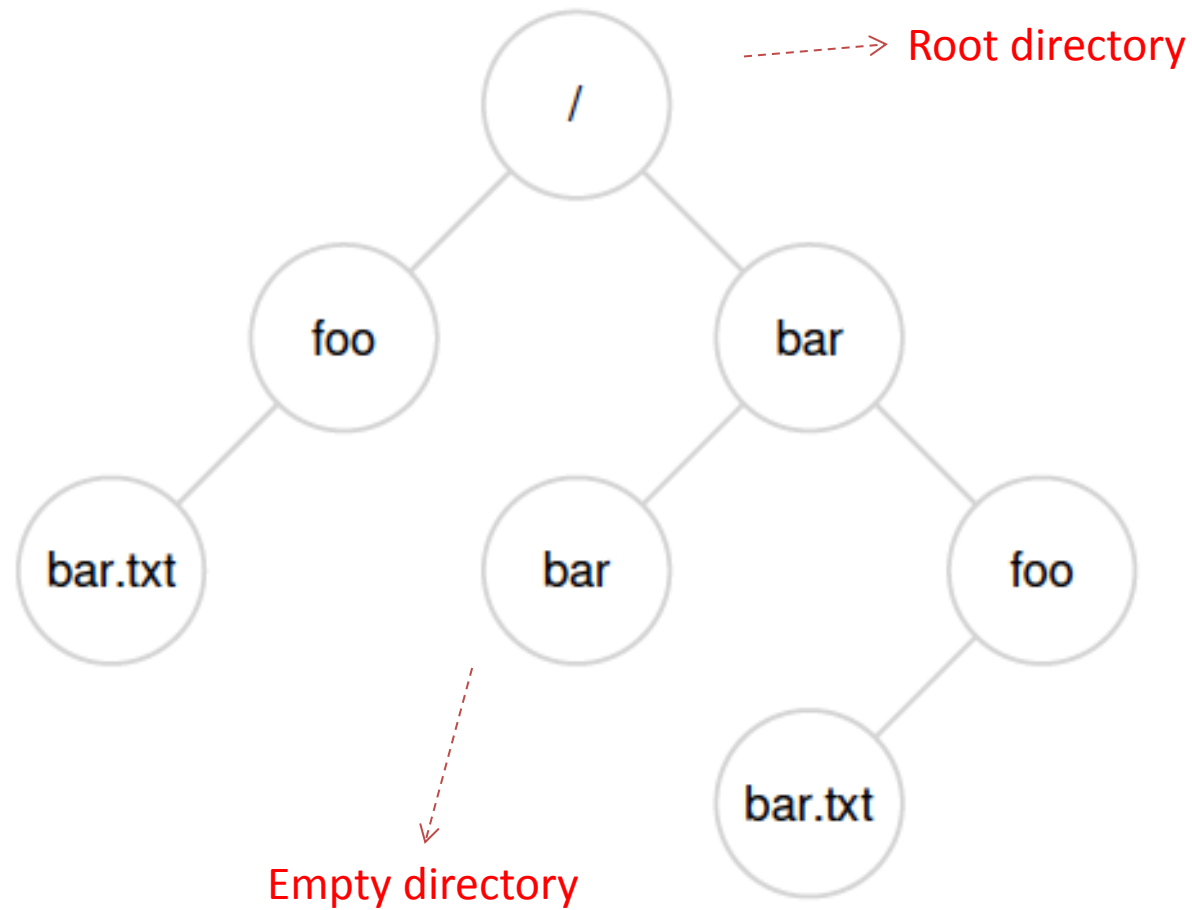 Root directory
/
foo
bar
bar.txt
bar
foo
bar.txt
Empty directory